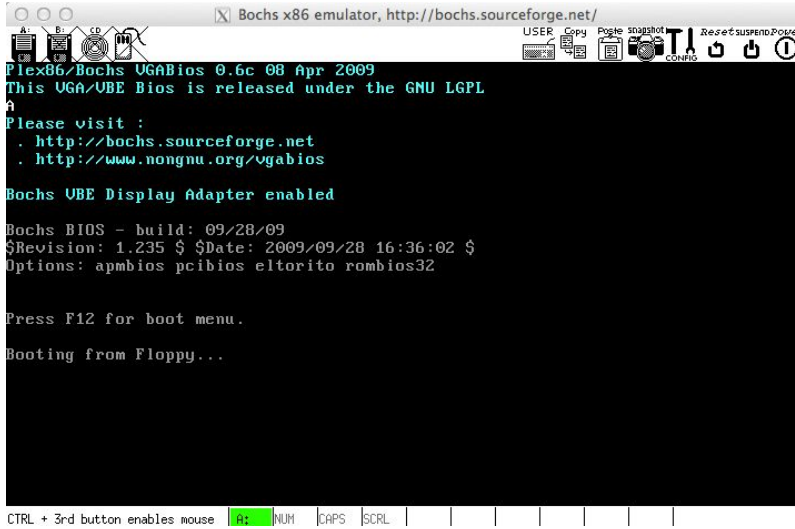 Bochs x86 emulator, http://bochs.sourceforge.net/
A: B: CD USER Copy Paste snapshot CONFIG Reset SUSPEND Power
Plex86/Bochs VGABios 0.6c 08 Apr 2009
This VGA/VBE Bios is released under the GNU LGPL
A
Please visit :
. http://bochs.sourceforge.net
. http://www.nongnu.org/vgabios
Bochs VBE Display Adapter enabled
Bochs BIOS - build: 09/28/09
$Revision: 1.235 $ $Date: 2009/09/28 16:36:02 $
Options: apmbios pcibios eltorito rombios32
Press F12 for boot menu.
Booting from Floppy...
CTRL + 3rd button enables mouse A: NUM CAPS SCRL